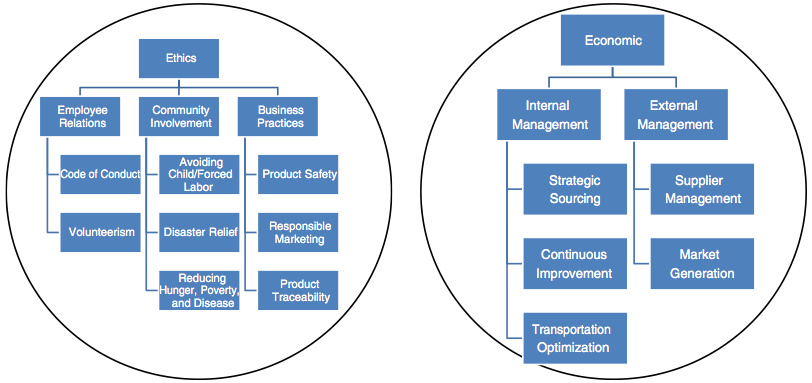 Ethics
Employee
Relations
Community
Involvement
Business
Practices
Code of Conduct
Volunteerism
Avoiding
Child/Forced
Labor
Disaster Relief
Reducing
Hunger, Poverty,
and Disease
Product Safety
Responsible
Marketing
Product
Traceability
Economic
Internal
Management
External
Management
Strategic
Sourcing
Continuous
Improvement
Transportation
Optimization
Supplier
Management
Market
Generation